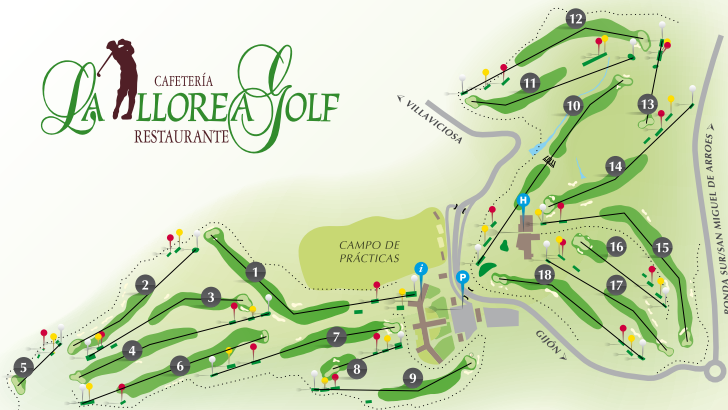 CAFETERÍA
LA LLOREA GOLF
RESTAURANTE
VILLAVICIOSA
CAMPO DE
PRÁCTICAS
GIJÓN
RONDA SUR/SAN MIGUEL DE ARROES
H
i
P
1
2
3
4
5
6
7
8
9
10
11
12
13
14
15
16
17
18